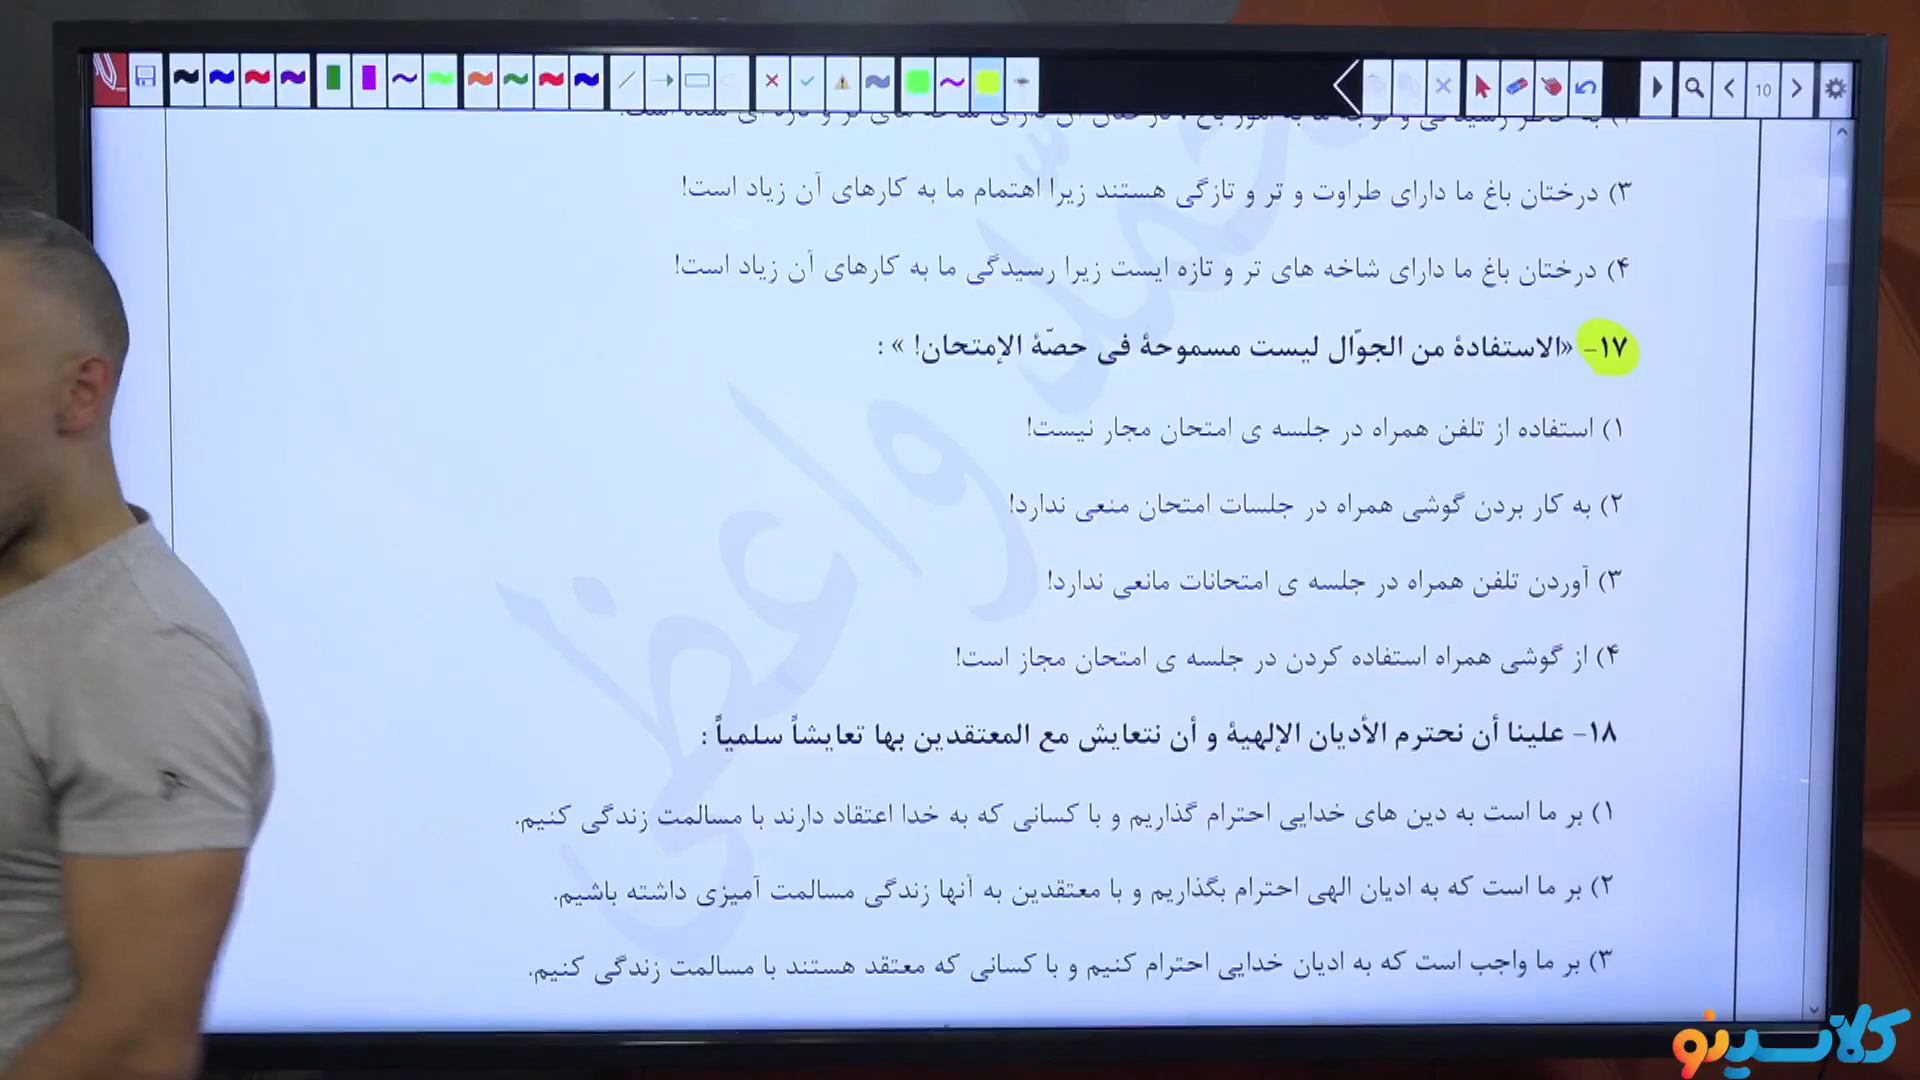 10
۳) درختان باغ ما دارای طراوت و تر و تازگی هستند زیرا اهتمام ما به کارهای آن زیاد است!
۴) درختان باغ ما دارای شاخه های تر و تازه ایست زیرا رسیدگی ما به کارهای آن زیاد است!
۱۷- «الاستفادة من الجوّال لیست مسموحة فی حصّة الإمتحان! » :
۱) استفاده از تلفن همراه در جلسه ی امتحان مجار نیست!
۲) به کار بردن گوشی همراه در جلسات امتحان منعی ندارد!
۳) آوردن تلفن همراه در جلسه ی امتحانات مانعی ندارد!
۴) از گوشی همراه استفاده کردن در جلسه ی امتحان مجاز است!
۱۸- علینا أن نحترم الأدیان الإلهیة و أن نتعایش مع المعتقدین بها تعایشاً سلمیاً :
۱) بر ما است به دین های خدایی احترام گذاریم و با کسانی که به خدا اعتقاد دارند با مسالمت زندگی کنیم.
۲) بر ما است که به ادیان الهی احترام بگذاریم و با معتقدین به آنها زندگی مسالمت آمیزی داشته باشیم.
۳) بر ما واجب است که به ادیان خدایی احترام کنیم و با کسانی که معتقد هستند با مسالمت زندگی کنیم.
واعظی
کلاسینو